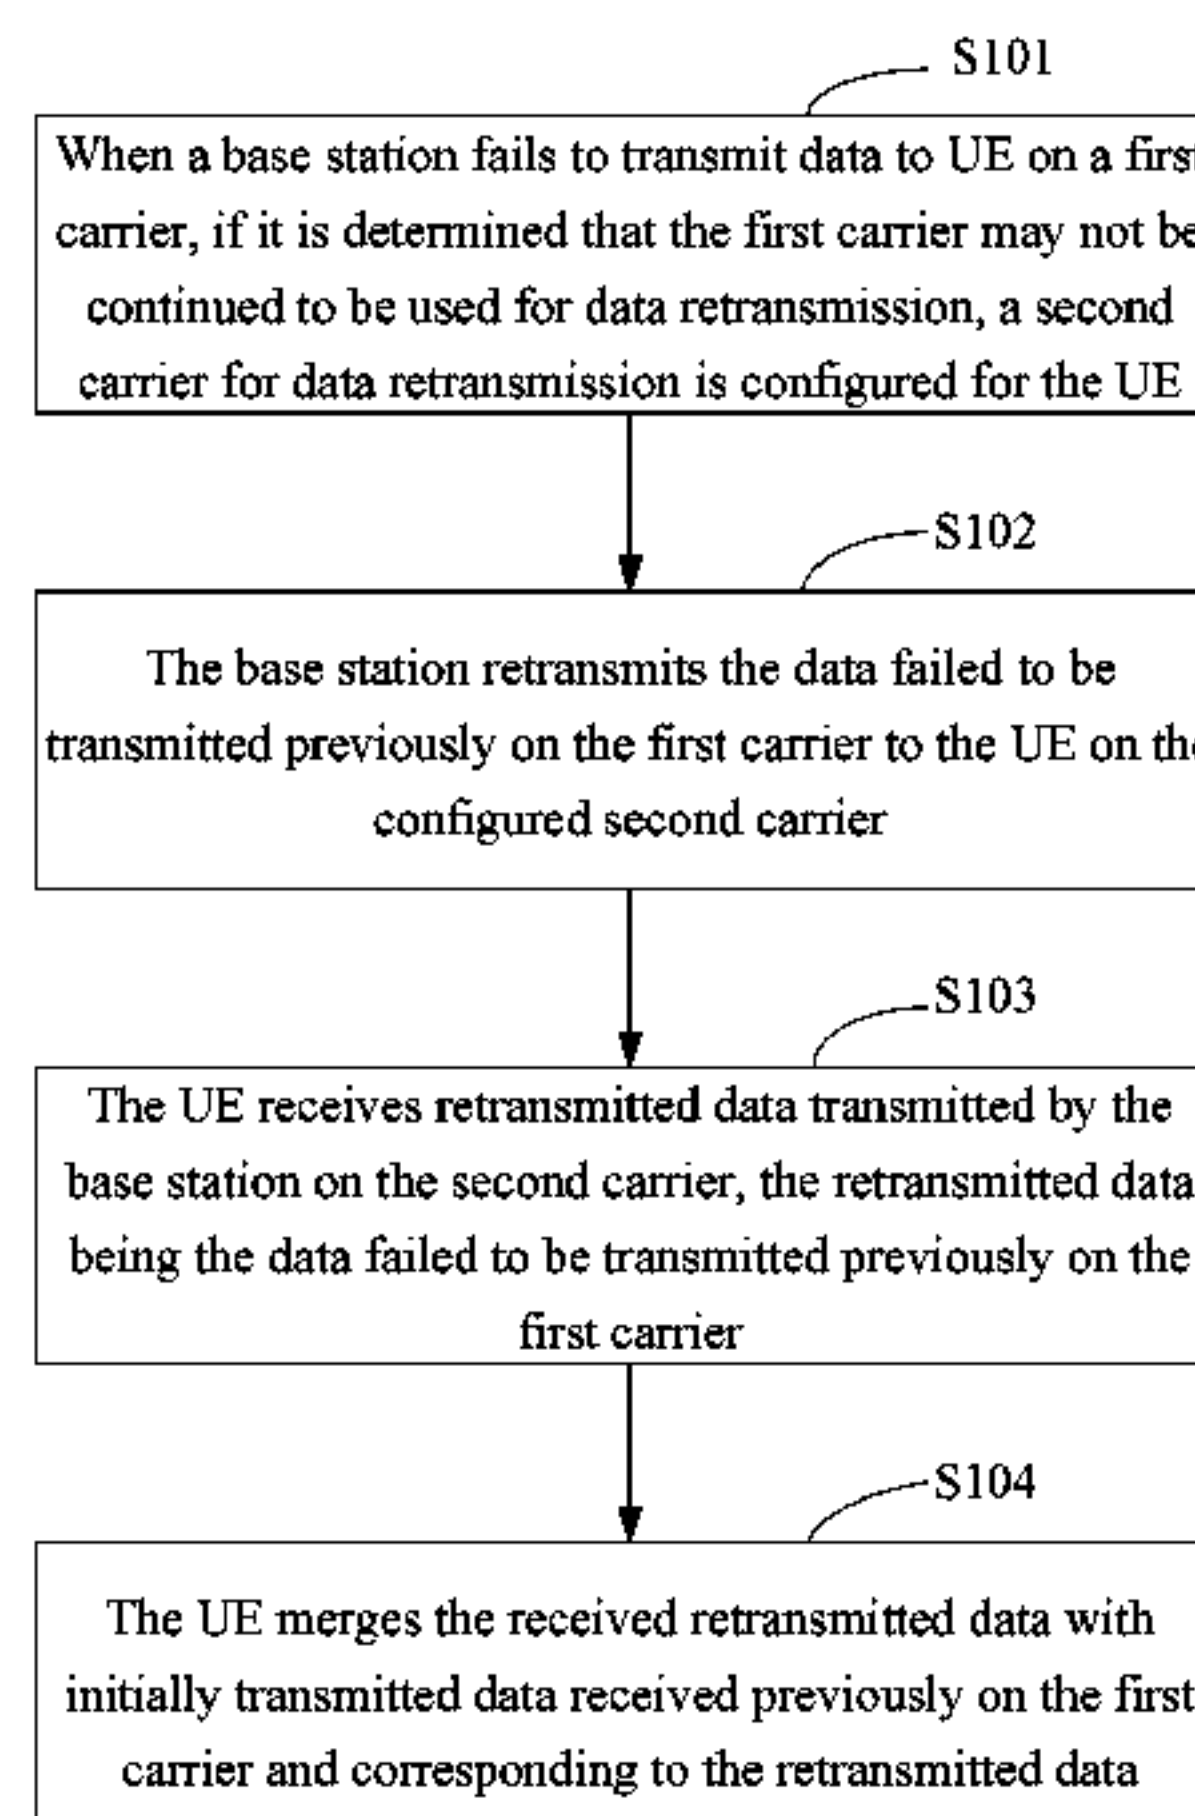 S101
When a base station fails to transmit data to UE on a first
carrier, if it is determined that the first carrier may not be
continued to be used for data retransmission, a second
carrier for data retransmission is configured for the UE
S102
The base station retransmits the data failed to be
transmitted previously on the first carrier to the UE on the
configured second carrier
S103
The UE receives retransmitted data transmitted by the
base station on the second carrier, the retransmitted data
being the data failed to be transmitted previously on the
first carrier
S104
The UE merges the received retransmitted data with
initially transmitted data received previously on the first
carrier and corresponding to the retransmitted data